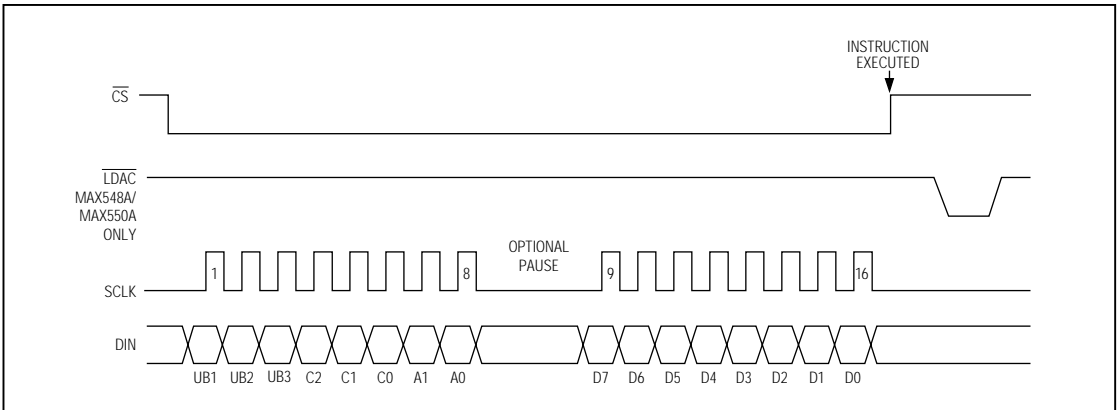 INSTRUCTION
EXECUTED
CS
LDAC
MAX548A/
MAX550A
ONLY
OPTIONAL
PAUSE
1
8
9
16
SCLK
DIN
UB1 UB2 UB3 C2 C1 C0 A1 A0 D7 D6 D5 D4 D3 D2 D1 D0